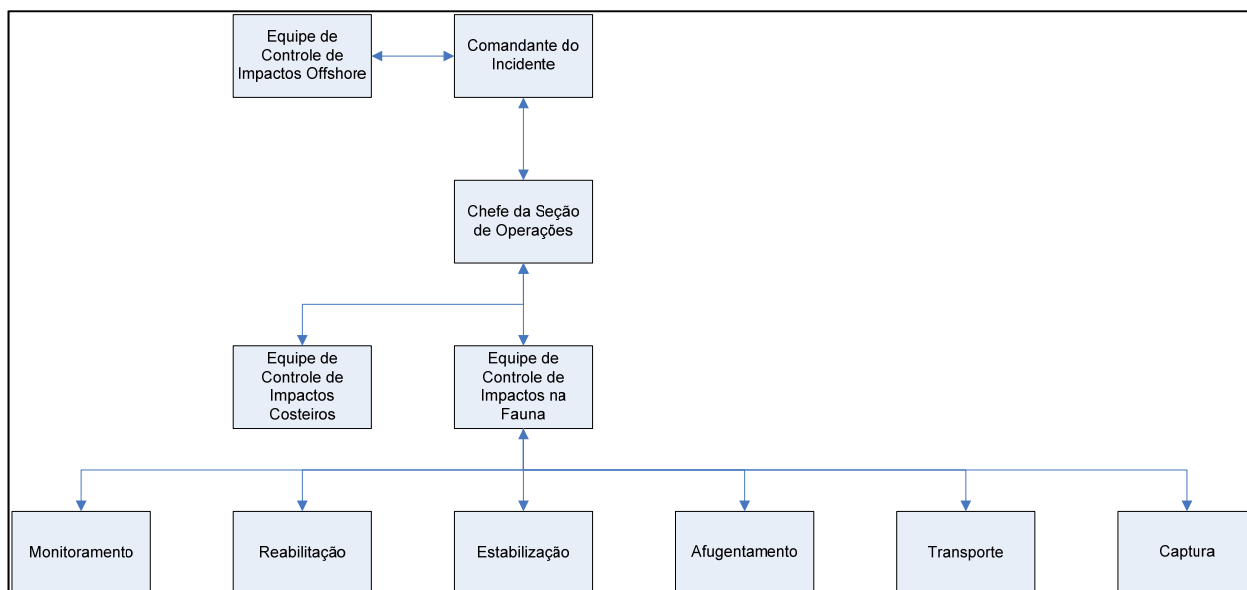 Equipe de
Controle de
Impactos Offshore
Comandante do
Incidente
Chefe da Seção
de Operações
Equipe de
Controle de
Impactos
Costeiros
Equipe de
Controle de
Impactos na
Fauna
Monitoramento
Reabilitação
Estabilização
Afugentamento
Transporte
Captura